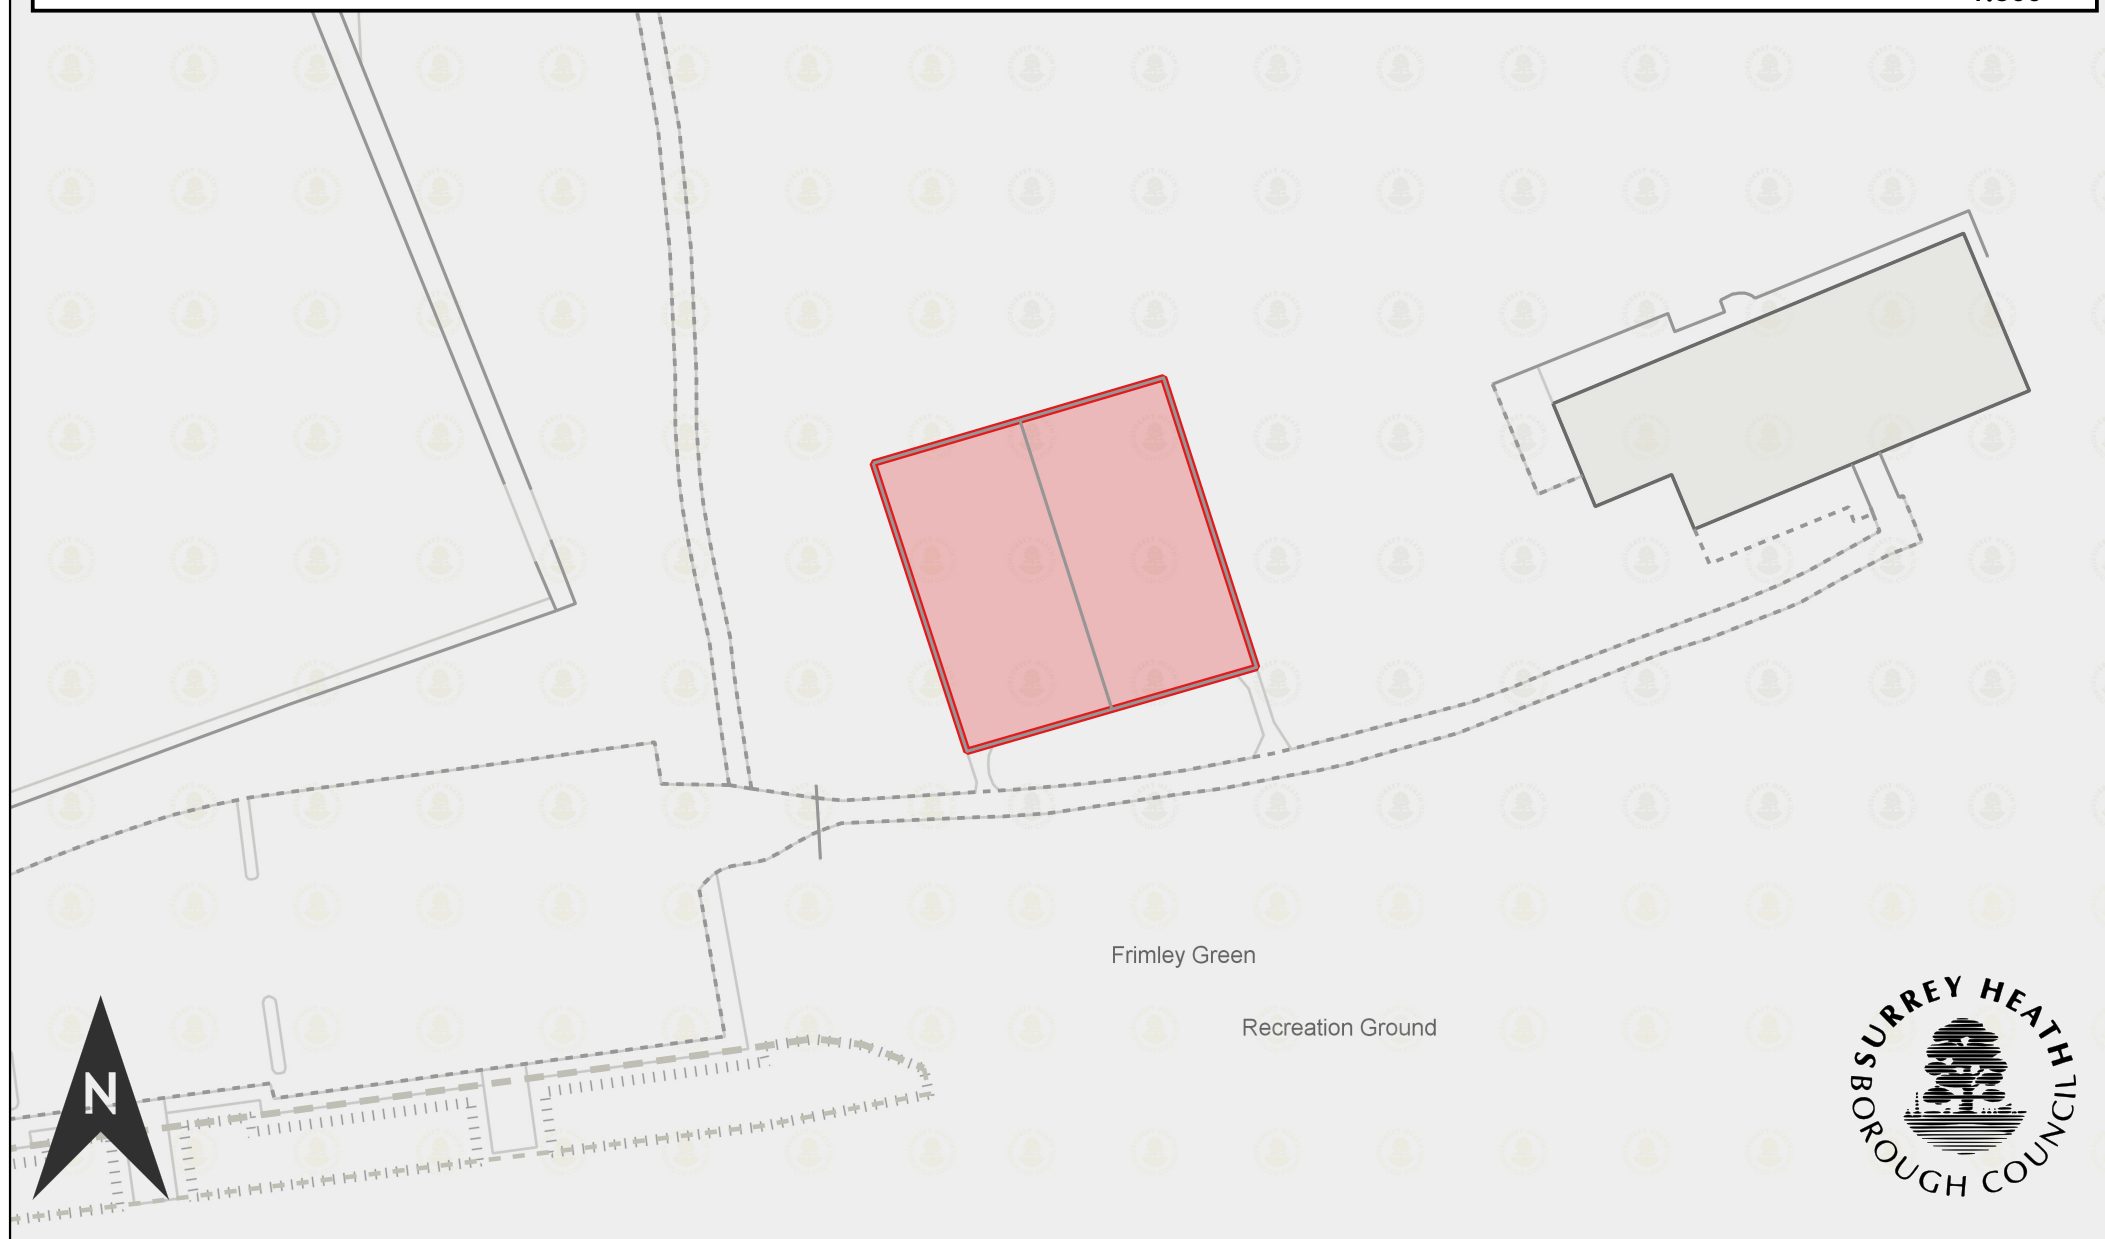 Frimley Green
Recreation Ground
N
SURREY HEATH
BOROUGH COUNCIL